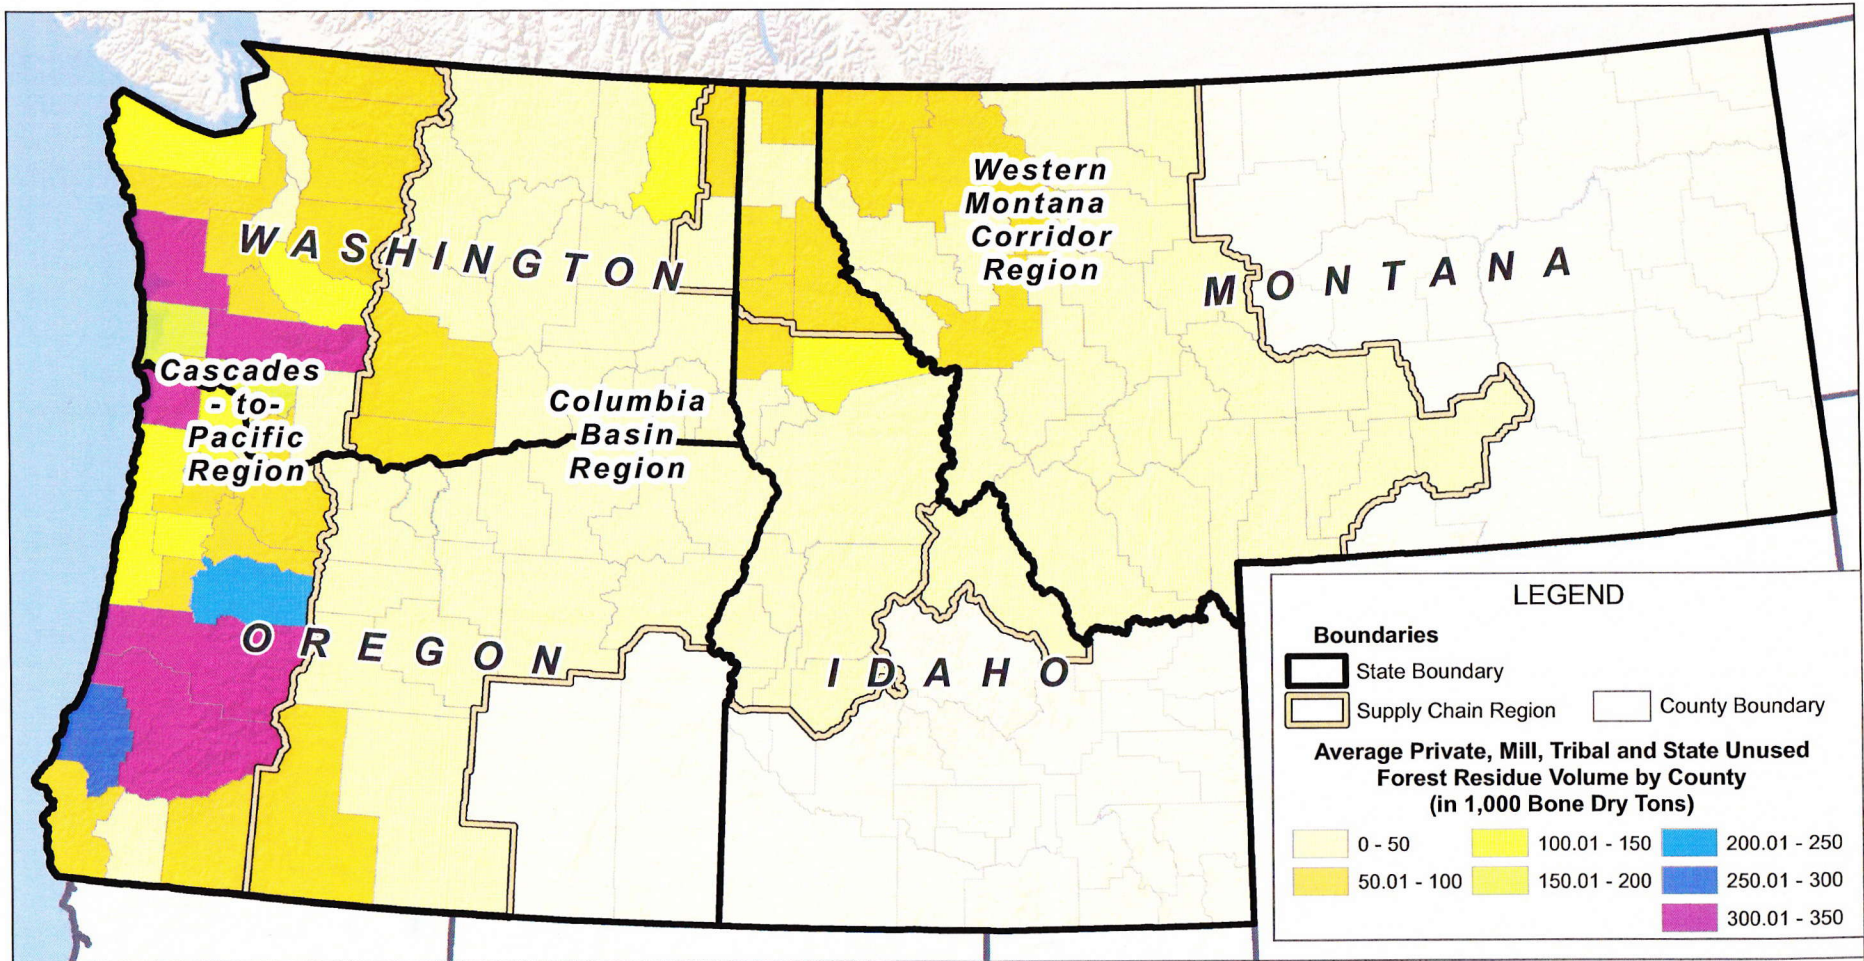 Western
Montana
Corridor
Region
WASHINGTON
MONTANA
Cascades
- to-
Pacific
Region
Columbia
Basin
Region
OREGON
IDAHO
LEGEND
Boundaries
State Boundary
Supply Chain Region
County Boundary
Average Private, Mill, Tribal and State Unused
Forest Residue Volume by County
(in 1,000 Bone Dry Tons)
0 - 50
100.01 - 150
200.01 - 250
50.01 - 100
150.01 - 200
250.01 - 300
300.01 - 350